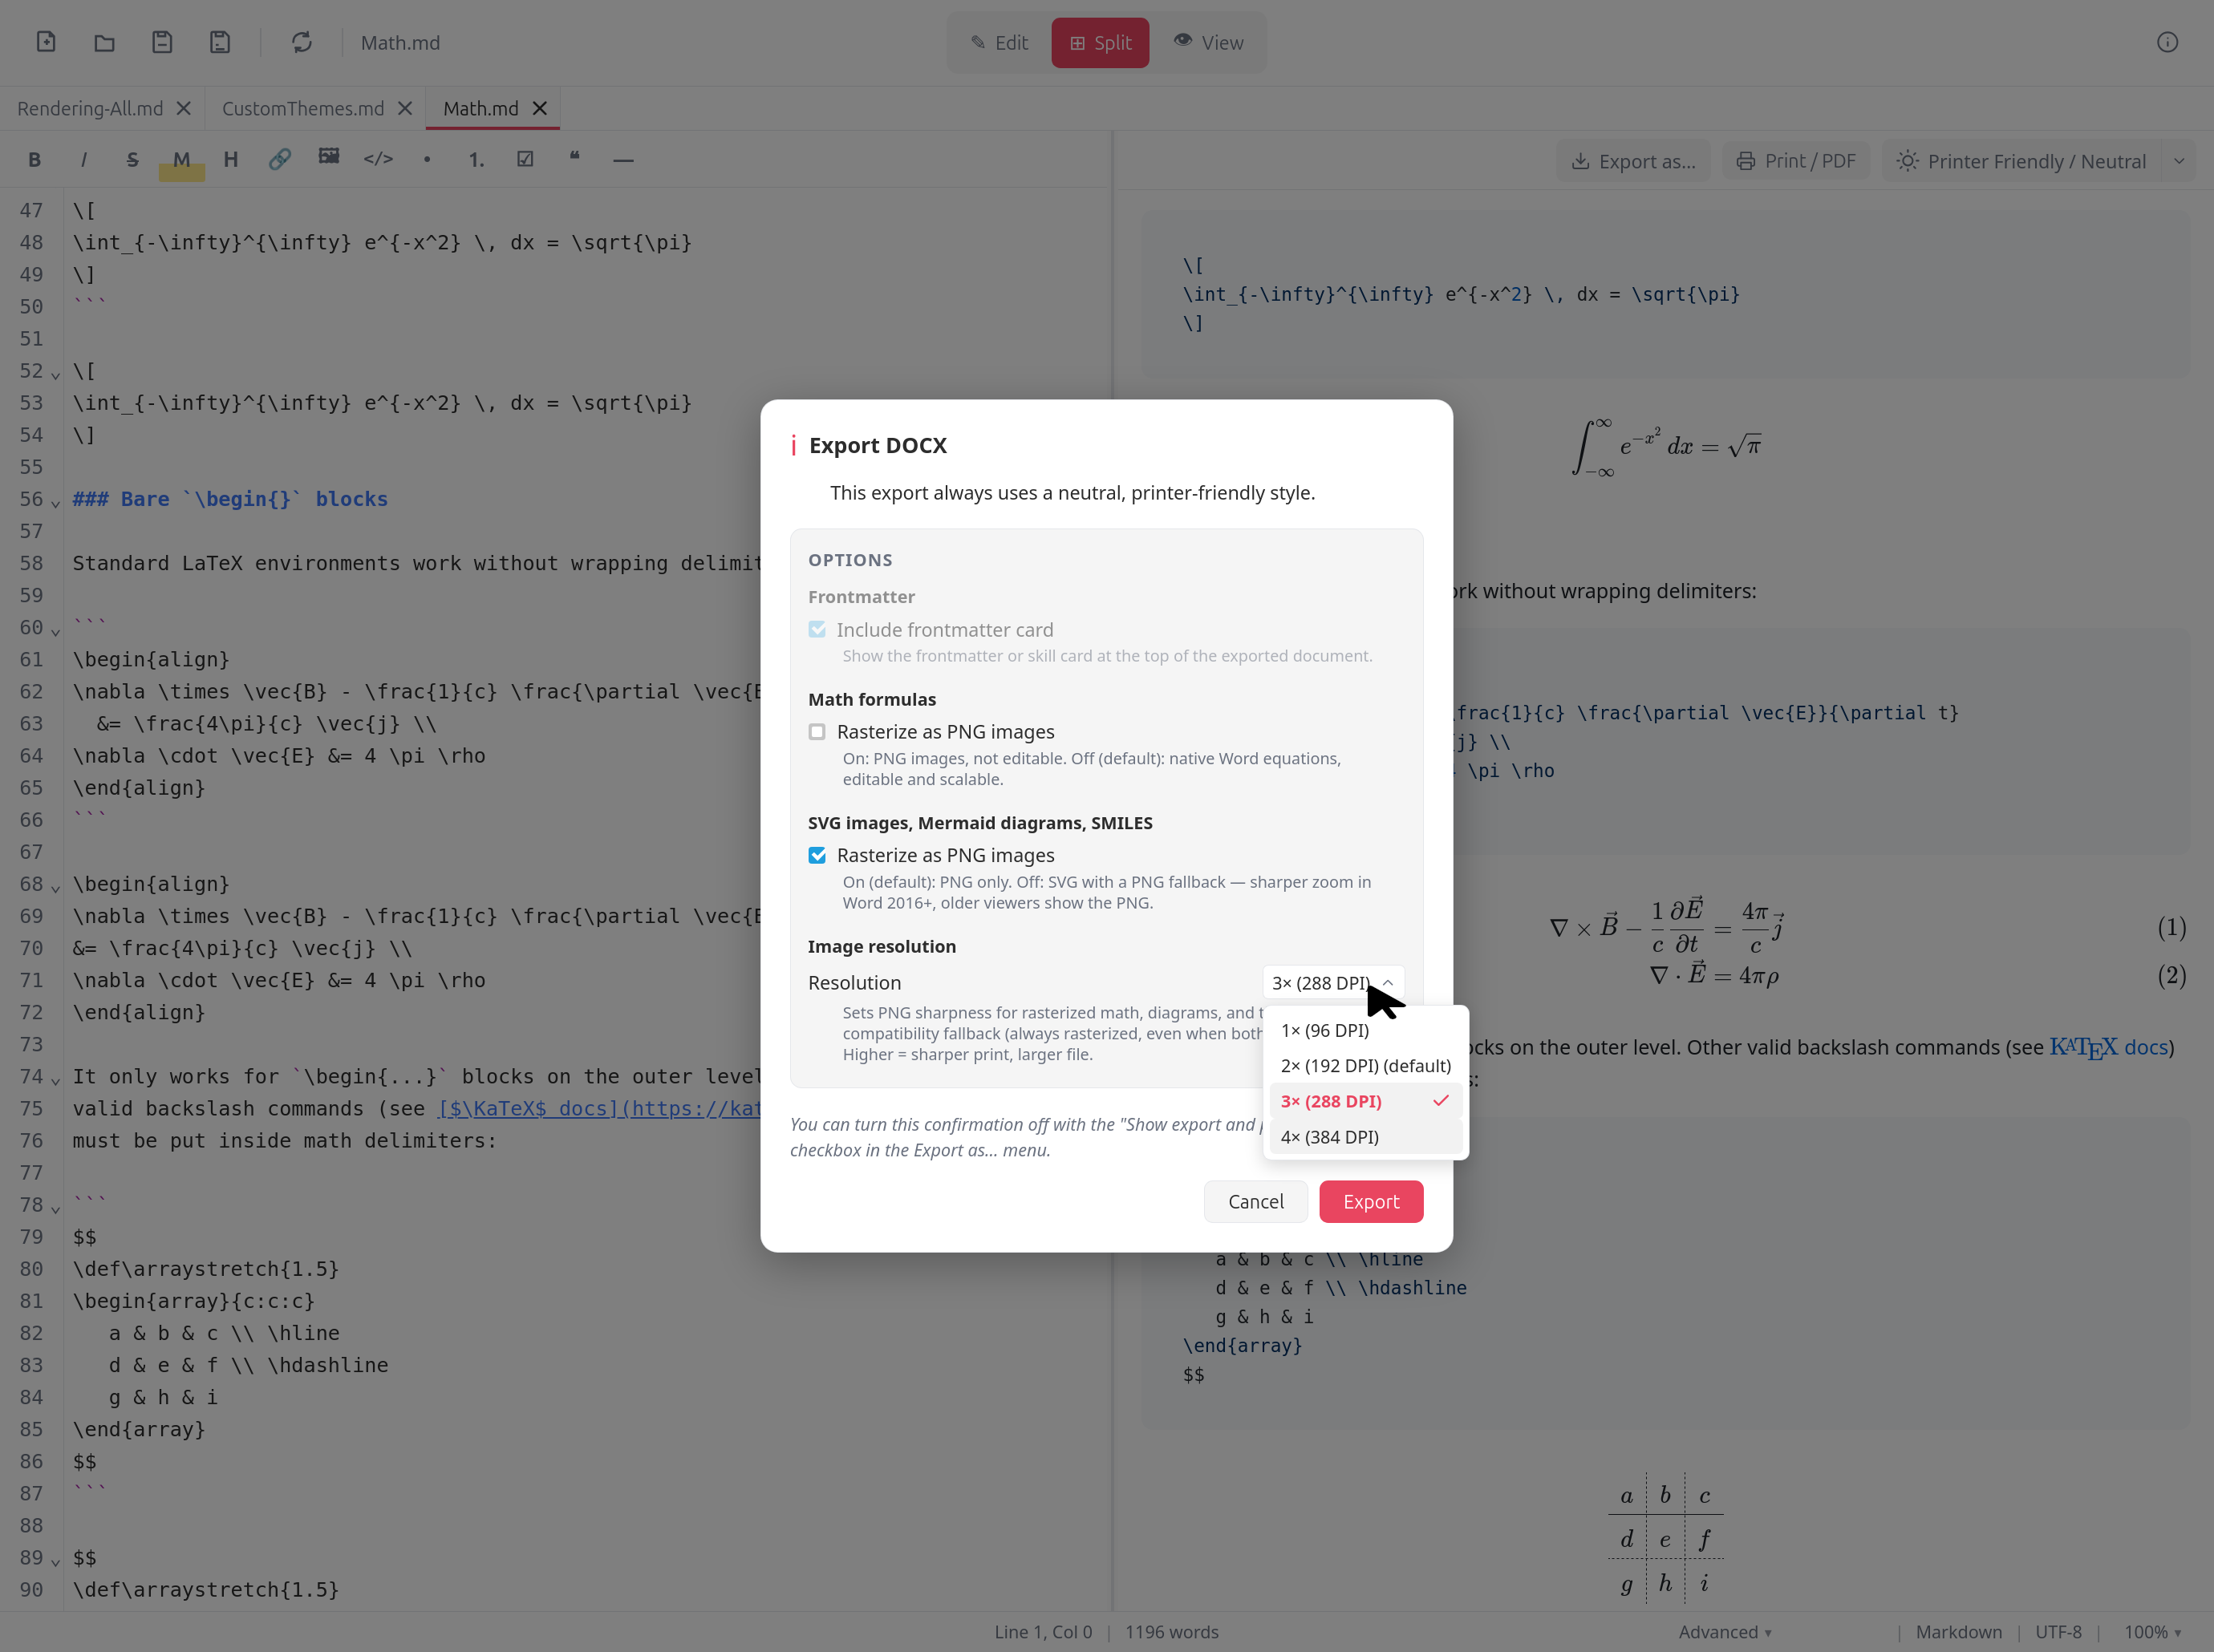 Math.md
Edit
Split
View
Rendering-All.md
CustomThemes.md
Math.md
B I S M H </> • 1. ☑ ❝ —
Export as...
Print / PDF
Printer Friendly / Neutral
47 \[
48 \int_{-\infty}^{\infty} e^{-x^2} \, dx = \sqrt{\pi}
49 \]
50 ```
51
52 \[
53 \int_{-\infty}^{\infty} e^{-x^2} \, dx = \sqrt{\pi}
54 \]
55
56 ### Bare `\begin{}` blocks
57
58 Standard LaTeX environments work without wrapping delimit
59
60 ```
61 \begin{align}
62 \nabla \times \vec{B} - \frac{1}{c} \frac{\partial \vec{E
63   &= \frac{4\pi}{c} \vec{j} \\
64 \nabla \cdot \vec{E} &= 4 \pi \rho
65 \end{align}
66 ```
67
68 \begin{align}
69 \nabla \times \vec{B} - \frac{1}{c} \frac{\partial \vec{E
70 &= \frac{4\pi}{c} \vec{j} \\
71 \nabla \cdot \vec{E} &= 4 \pi \rho
72 \end{align}
73
74 It only works for `\begin{...}` blocks on the outer level
75 valid backslash commands (see [$\KaTeX$ docs](https://kat
76 must be put inside math delimiters:
77
78 ```
79 $$
80 \def\arraystretch{1.5}
81 \begin{array}{c:c:c}
82    a & b & c \\ \hline
83    d & e & f \\ \hdashline
84    g & h & i
85 \end{array}
86 $$
87 ```
88
89 $$
90 \def\arraystretch{1.5}
Export DOCX
This export always uses a neutral, printer-friendly style.
OPTIONS
Frontmatter
Include frontmatter card
Show the frontmatter or skill card at the top of the exported document.
Math formulas
Rasterize as PNG images
On: PNG images, not editable. Off (default): native Word equations,
editable and scalable.
SVG images, Mermaid diagrams, SMILES
Rasterize as PNG images
On (default): PNG only. Off: SVG with a PNG fallback — sharper zoom in
Word 2016+, older viewers show the PNG.
Image resolution
Resolution
3× (288 DPI)
Sets PNG sharpness for rasterized math, diagrams, and
compatibility fallback (always rasterized, even when both
Higher = sharper print, larger file.
1× (96 DPI)
2× (192 DPI) (default)
3× (288 DPI)
4× (384 DPI)
You can turn this confirmation off with the "Show export and
checkbox in the Export as... menu.
Cancel
Export
\[
\int_{-\infty}^{\infty} e^{-x^2} \, dx = \sqrt{\pi}
\]
∫_{−∞}^{∞} e^{−x²} dx = √π
rk without wrapping delimiters:
frac{1}{c} \frac{\partial \vec{E}}{\partial t}
{j} \\
\pi \rho
∇ × B⃗ − 1/c ∂E⃗/∂t = 4π/c j⃗ (1)
∇ · E⃗ = 4πρ (2)
ocks on the outer level. Other valid backslash commands (see KATEX docs)
s:
a & b & c \\ \hline
d & e & f \\ \hdashline
g & h & i
\end{array}
$$
a b c
d e f
g h i
Line 1, Col 0 | 1196 words
Advanced
| Markdown | UTF-8 | 100%